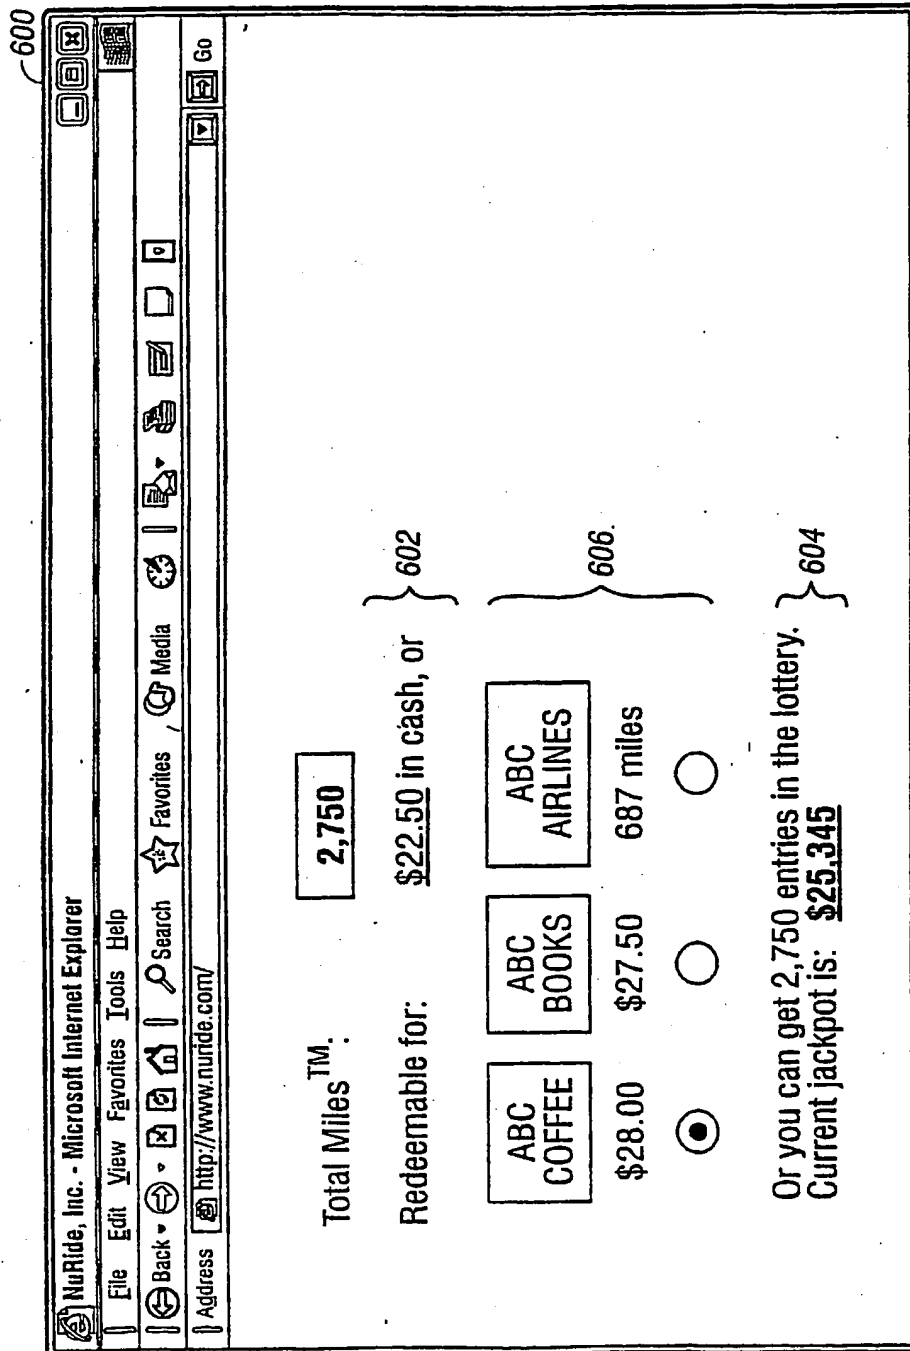 600
NuRide, Inc. - Microsoft Internet Explorer
File Edit View Favorites Tools Help
Back Search Favorites Media
Address http://www.nuride.com/ Go
Total Miles™: 2,750
Redeemable for: $22.50 in cash, or 602
ABC COFFEE
ABC BOOKS
ABC AIRLINES
606
$28.00 $27.50 687 miles
Or you can get 2,750 entries in the lottery.
Current jackpot is: $25,345
604